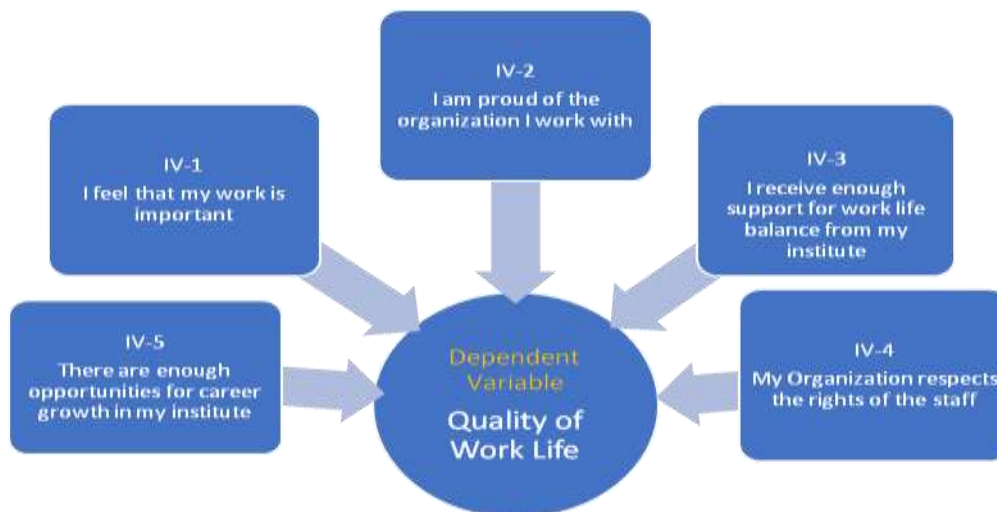 IV-2
I am proud of the
organization I work with
IV-1
I feel that my work is
important
IV-3
I receive enough
support for work life
balance from my
institute
IV-5
There are enough
opportunities for career
growth in my institute
Dependent
Variable
Quality of
Work Life
IV-4
My Organization respects
the rights of the staff